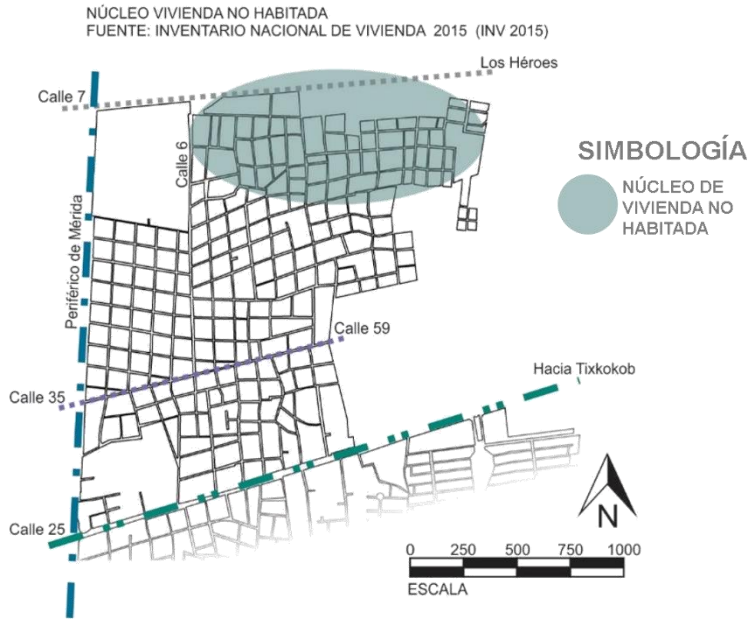 NÚCLEO VIVIENDA NO HABITADA
FUENTE: INVENTARIO NACIONAL DE VIVIENDA 2015 (INV 2015)
Los Héroes
Calle 7
Calle 6
SIMBOLOGÍA
NÚCLEO DE
VIVIENDA NO
HABITADA
Periférico de Mérida
Calle 59
Hacia Tixkokob
Calle 35
Calle 25
N
0 250 500 750 1000
ESCALA